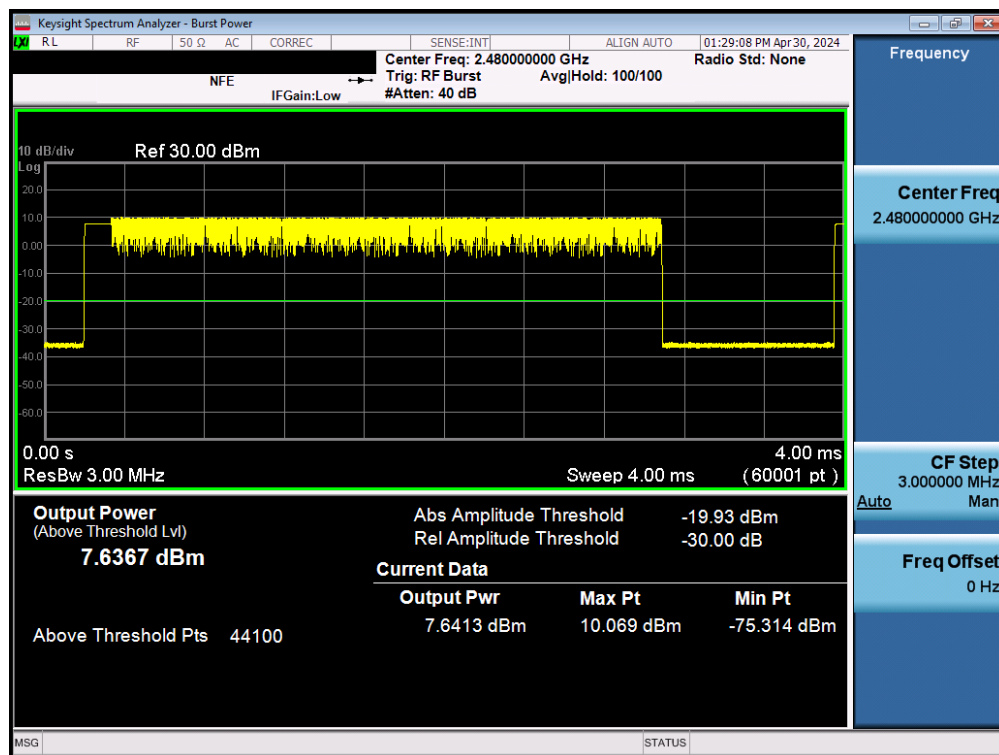 Keysight Spectrum Analyzer - Burst Power
LXI RL RF 50 Ω AC CORREC SENSE:INT ALIGN AUTO 01:29:08 PM Apr 30, 2024
Center Freq: 2.480000000 GHz Radio Std: None
NFE Trig: RF Burst Avg|Hold: 100/100
IFGain:Low #Atten: 40 dB
10 dB/div Ref 30.00 dBm
Log
20.0
10.0
0.00
-10.0
-20.0
-30.0
-40.0
-50.0
-60.0
0.00 s 4.00 ms
ResBw 3.00 MHz Sweep 4.00 ms (60001 pt)
Output Power
(Above Threshold Lvl)
7.6367 dBm
Above Threshold Pts 44100
Abs Amplitude Threshold -19.93 dBm
Rel Amplitude Threshold -30.00 dB
Current Data
Output Pwr Max Pt Min Pt
7.6413 dBm 10.069 dBm -75.314 dBm
MSG STATUS
Frequency
Center Freq
2.480000000 GHz
CF Step
3.000000 MHz
Auto Man
Freq Offset
0 Hz